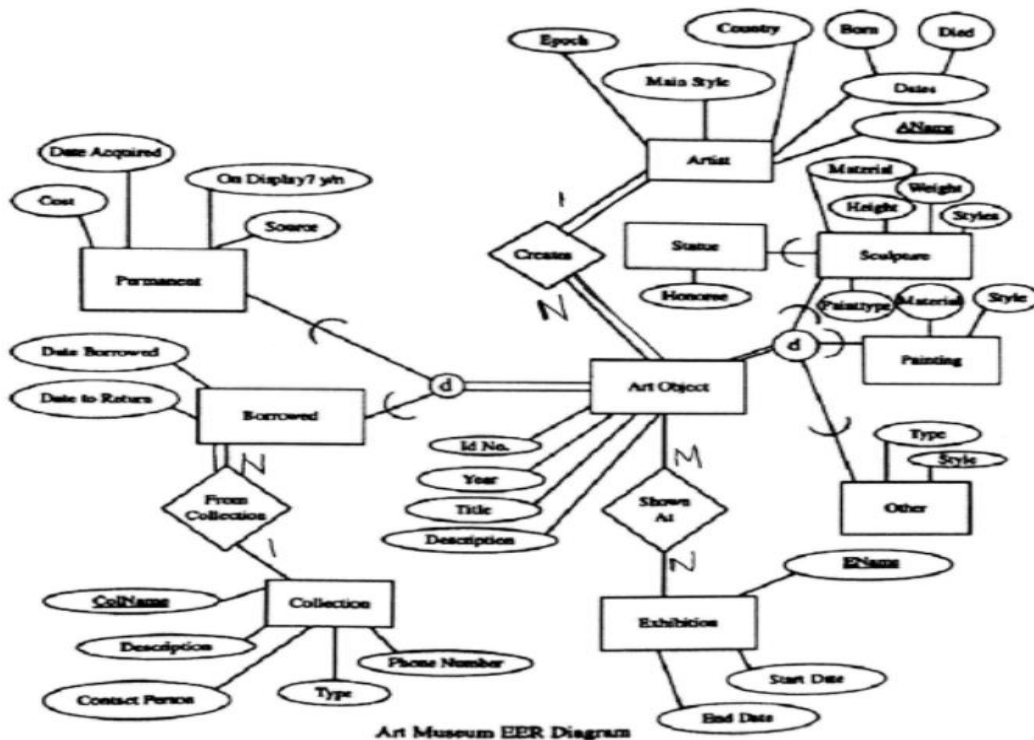 Epoch
Country
Born
Died
Main Style
Dates
AName
Artist
Date Acquired
On Display? y/n
Cost
Source
Permanent
1
Creates
N
Statue
Honoree
Material
Weight
Height
Styles
Sculpture
Painttype
Material
Style
d
Painting
Date Borrowed
Date to Return
Borrowed
d
Art Object
Id No.
Year
Title
Description
M
Shown
At
N
Type
Style
Other
N
From
Collection
1
ColName
Collection
Description
Contact Person
Type
Phone Number
EName
Exhibition
Start Date
End Date
Art Museum EER Diagram